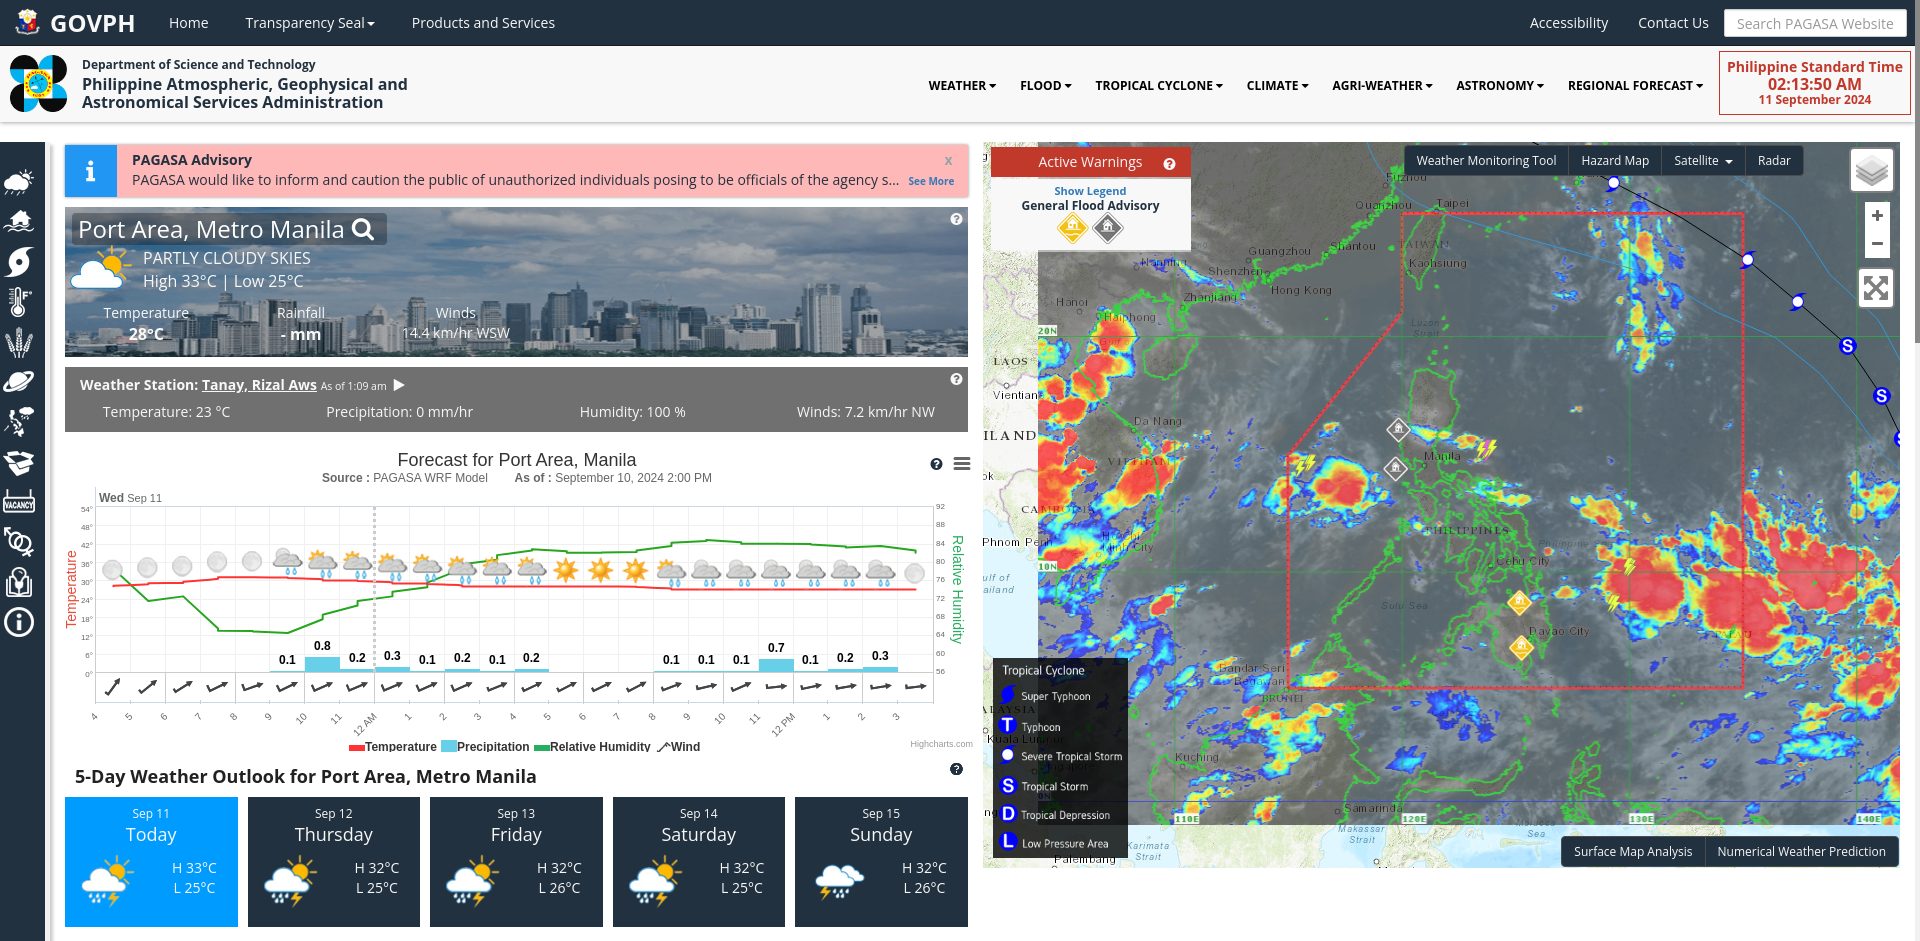 GOVPH
Home
Transparency Seal
Products and Services
Accessibility
Contact Us
Search PAGASA Website
Department of Science and Technology
Philippine Atmospheric, Geophysical and
Astronomical Services Administration
WEATHER
FLOOD
TROPICAL CYCLONE
CLIMATE
AGRI-WEATHER
ASTRONOMY
REGIONAL FORECAST
Philippine Standard Time
02:13:50 AM
11 September 2024
VACANCY
PAGASA Advisory
x
PAGASA would like to inform and caution the public of unauthorized individuals posing to be officials of the agency s... See More
Port Area, Metro Manila
PARTLY CLOUDY SKIES
High 33°C | Low 25°C
Temperature
Rainfall
Winds
28°C
- mm
14.4 km/hr WSW
Weather Station: Tanay, Rizal Aws As of 1:09 am
Temperature: 23 °C
Precipitation: 0 mm/hr
Humidity: 100 %
Winds: 7.2 km/hr NW
Forecast for Port Area, Manila
Source : PAGASA WRF Model As of : September 10, 2024 2:00 PM
Wed Sep 11
Temperature
54°
48°
42°
36°
30°
24°
18°
12°
6°
0°
92
88
84
80
76
72
68
64
60
56
Relative Humidity
0.1
0.8
0.2
0.3
0.1
0.2
0.1
0.2
0.1
0.1
0.1
0.7
0.1
0.2
0.3
4
5
6
7
8
9
10
11
12 AM
1
2
3
4
5
6
7
8
9
10
11
12 PM
1
2
3
Temperature
Precipitation
Relative Humidity
Wind
Highcharts.com
5-Day Weather Outlook for Port Area, Metro Manila
Sep 11
Today
H 33°C
L 25°C
Sep 12
Thursday
H 32°C
L 25°C
Sep 13
Friday
H 32°C
L 26°C
Sep 14
Saturday
H 32°C
L 25°C
Sep 15
Sunday
H 32°C
L 26°C
Active Warnings
Show Legend
General Flood Advisory
Weather Monitoring Tool
Hazard Map
Satellite
Radar
+
−
Fuzhou
Quanzhou
Taipei
Shantou
TAIWAN
Guangzhou
Kaohsiung
Nanning
Shenzhen
Zhanjiang
Hong Kong
Hanoi
Haiphong
Luzon
Strait
20N
LAOS
Vientian
Da Nang
ILAND
VIETNAM
Manila
ok
CAMBODIA
PHILIPPINES
Phnom Penh
Minh City
Philippine
Cebu City
10N
ulf of
ailand
Sulu Sea
Davao City
PALAU
Bandar Seri
Begawan
BRUNEI
ALAYSIA
Kuala Lumpur
Kuching
Samarinda
110E
120E
130E
140E
Makassar
Strait
Karimata
Strait
Sea
Palembang
Tropical Cyclone
Super Typhoon
T Typhoon
Severe Tropical Storm
S Tropical Storm
D Tropical Depression
L Low Pressure Area
S
S
Surface Map Analysis
Numerical Weather Prediction